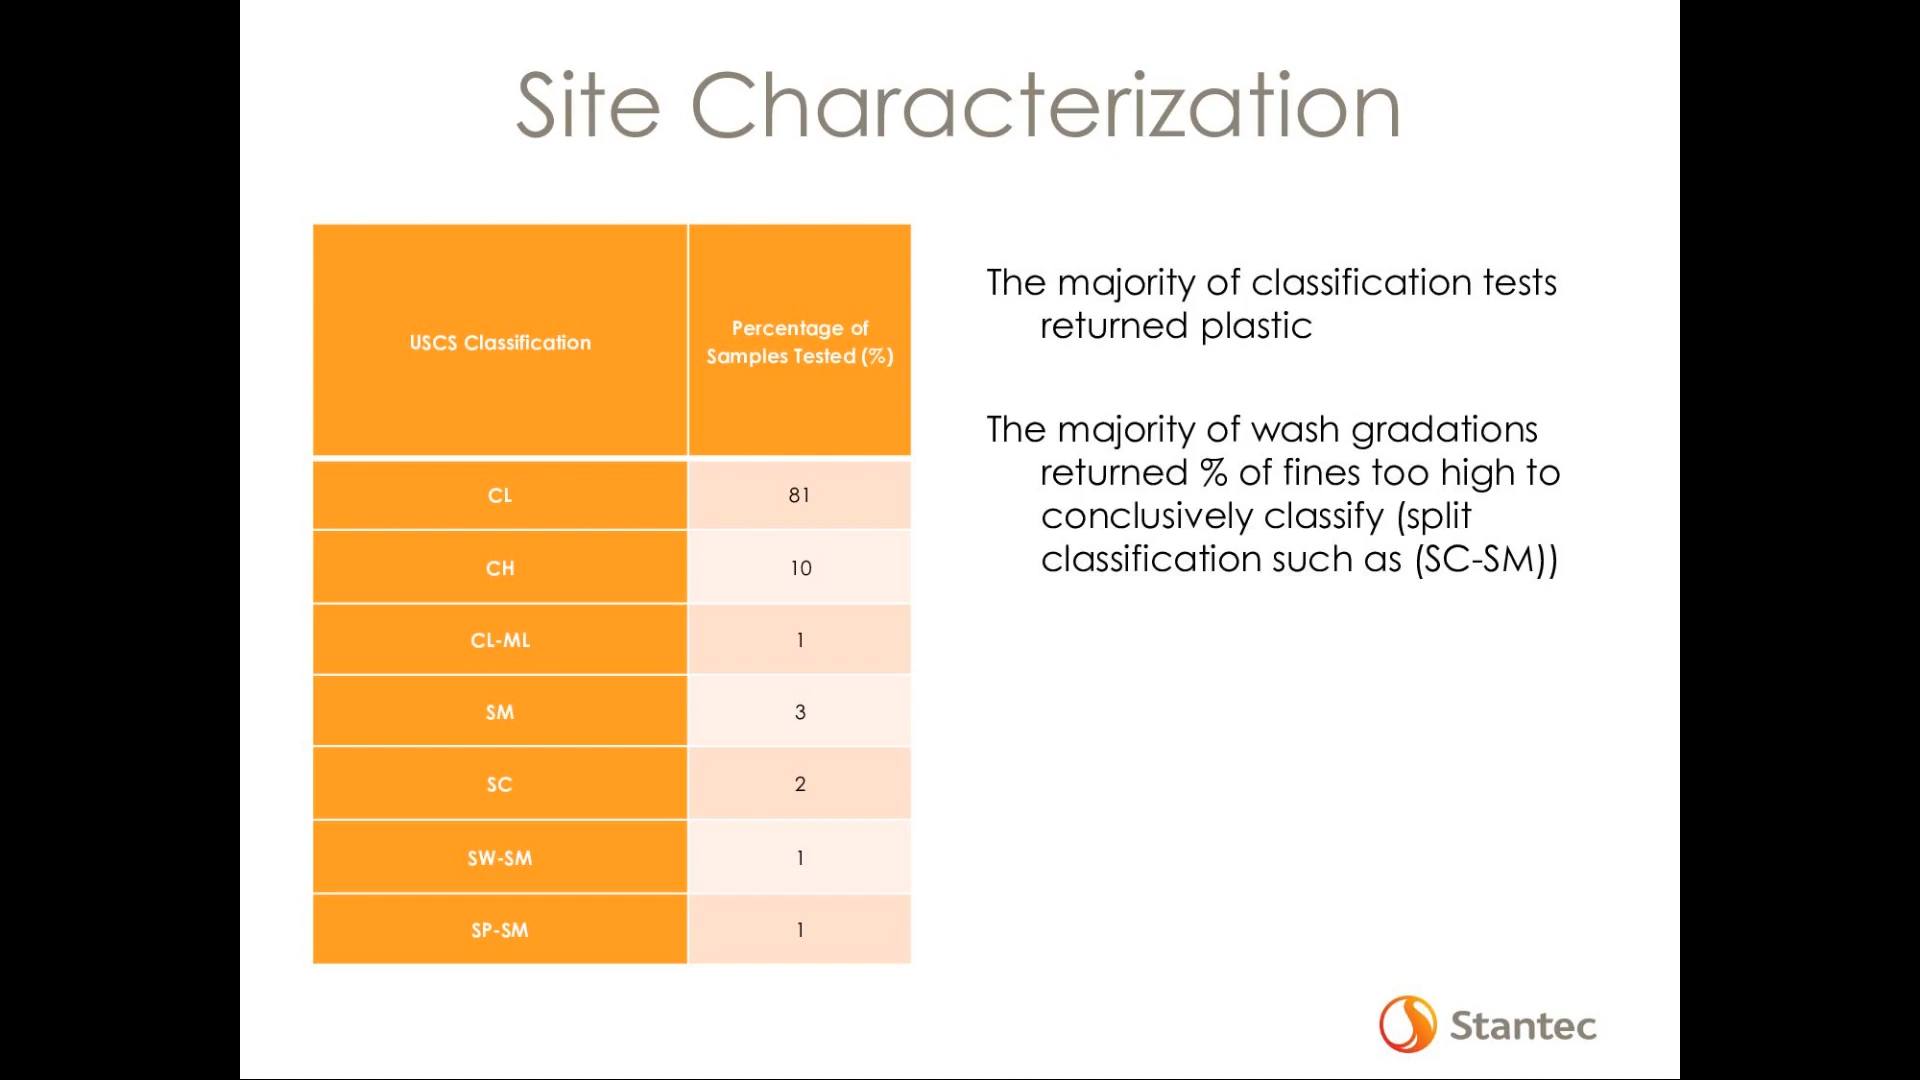 Site Characterization
USCS Classification
Percentage of
Samples Tested (%)
CL
81
CH
10
CL-ML
1
SM
3
SC
2
SW-SM
1
SP-SM
1
The majority of classification tests
returned plastic
The majority of wash gradations
returned % of fines too high to
conclusively classify (split
classification such as (SC-SM))
Stantec